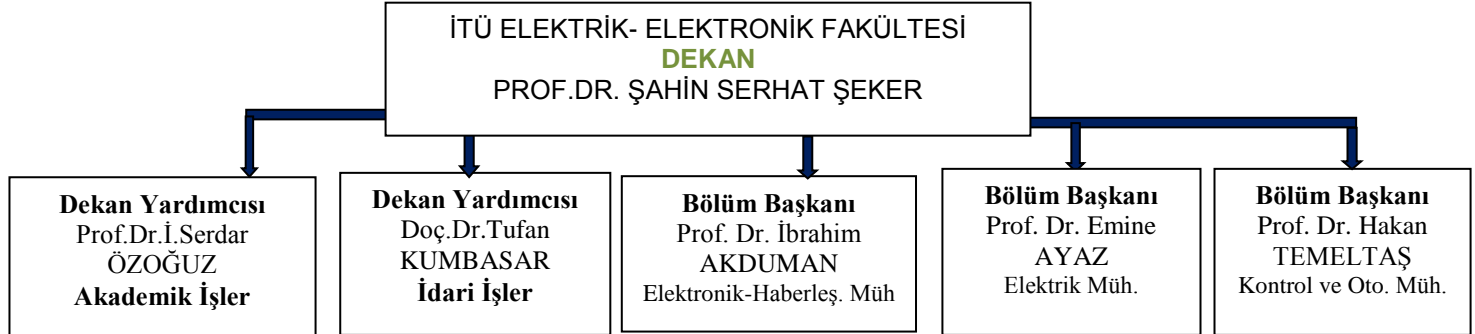 İTÜ ELEKTRİK- ELEKTRONİK FAKÜLTESİ
DEKAN
PROF.DR. ŞAHİN SERHAT ŞEKER
Dekan Yardımcısı
Prof.Dr.İ.Serdar
ÖZOĞUZ
Akademik İşler
Dekan Yardımcısı
Doç.Dr.Tufan
KUMBASAR
İdari İşler
Bölüm Başkanı
Prof. Dr. İbrahim
AKDUMAN
Elektronik-Haberleş. Müh
Bölüm Başkanı
Prof. Dr. Emine
AYAZ
Elektrik Müh.
Bölüm Başkanı
Prof. Dr. Hakan
TEMELTAŞ
Kontrol ve Oto. Müh.